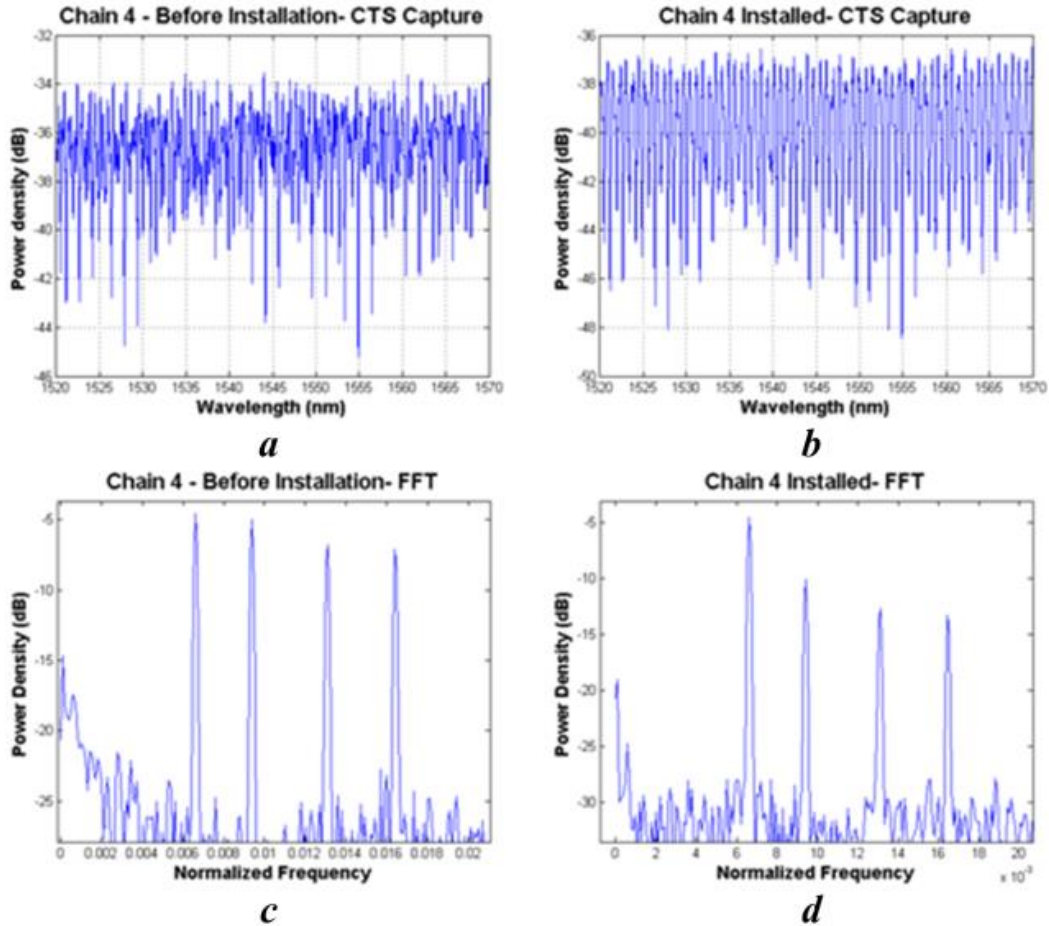 Chain 4 - Before Installation- CTS Capture
-32
-34
-36
-38
-40
-42
-44
-46
Power density (dB)
1520 1525 1530 1535 1540 1545 1550 1555 1560 1565 1570
Wavelength (nm)
a
Chain 4 Installed- CTS Capture
-36
-38
-40
-42
-44
-46
-48
-50
Power density (dB)
1520 1525 1530 1535 1540 1545 1550 1555 1560 1565 1570
Wavelength (nm)
b
Chain 4 - Before Installation- FFT
-5
-10
-15
-20
-25
Power Density (dB)
0 0.002 0.004 0.006 0.008 0.01 0.012 0.014 0.016 0.018 0.02
Normalized Frequency
c
Chain 4 Installed- FFT
-5
-10
-15
-20
-25
-30
Power Density (dB)
0 2 4 6 8 10 12 14 16 18 20
x 10⁻³
Normalized Frequency
d